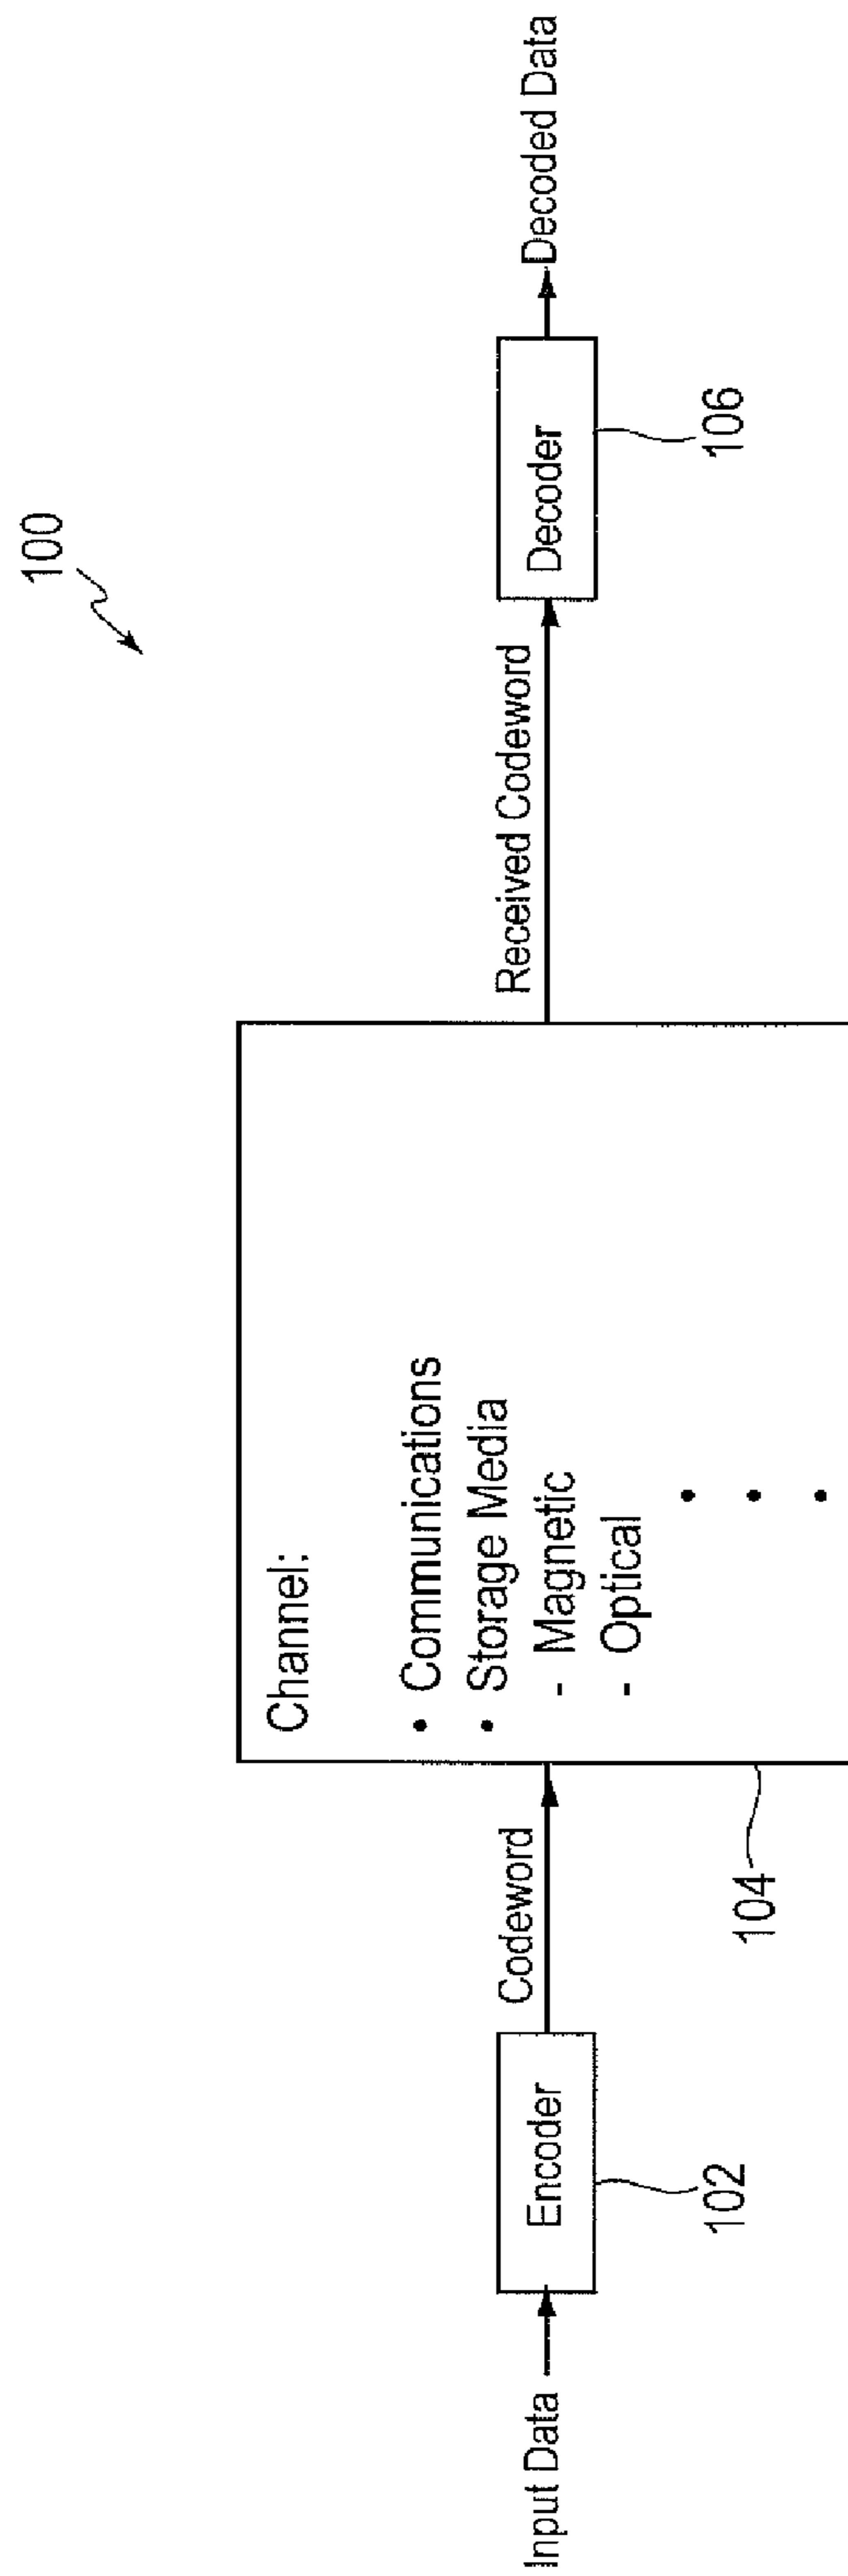 100
Input Data
Encoder
102
Codeword
Channel:
• Communications
• Storage Media
- Magnetic
- Optical
104
Received Codeword
Decoder
106
Decoded Data